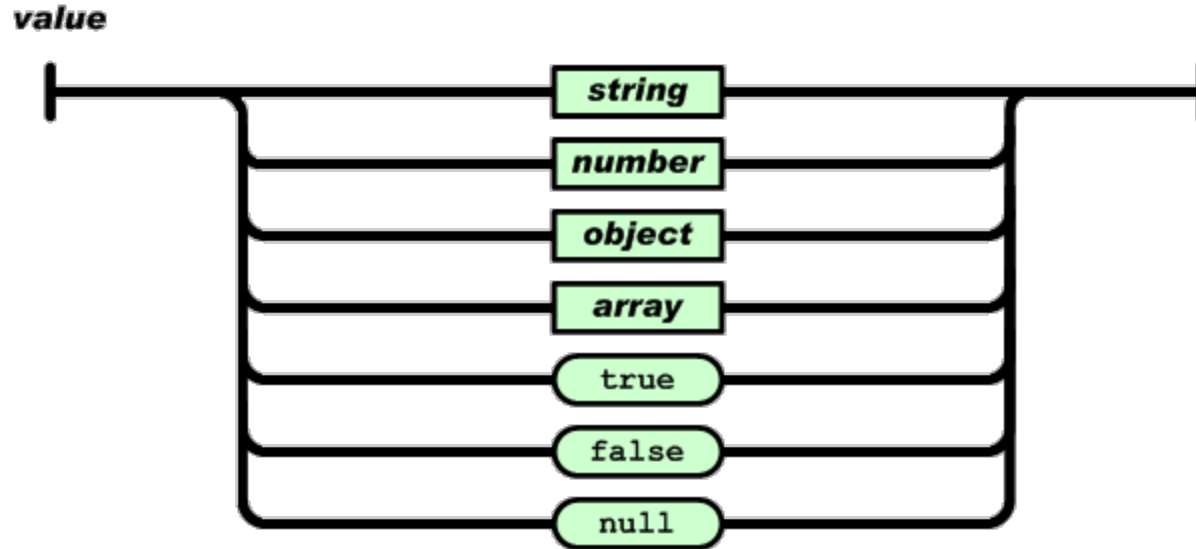 value
string
number
object
array
true
false
null